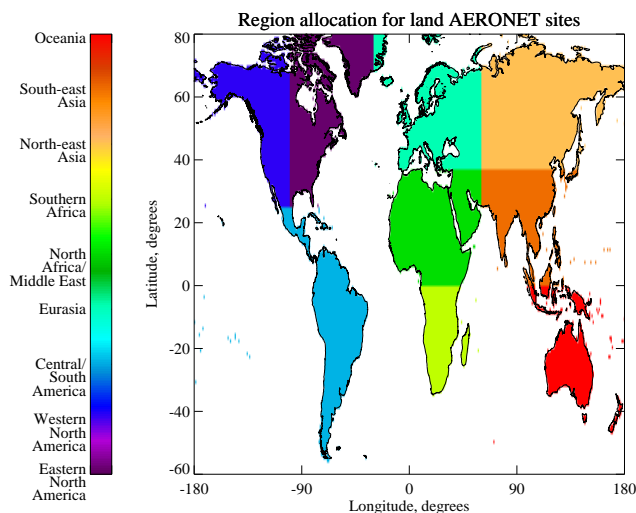 Region allocation for land AERONET sites
Oceania
South-east
Asia
North-east
Asia
Southern
Africa
North
Africa/
Middle East
Eurasia
Central/
South
America
Western
North
America
Eastern
North
America
Latitude, degrees
80
60
40
20
0
-20
-40
-60
-180
-90
0
90
180
Longitude, degrees